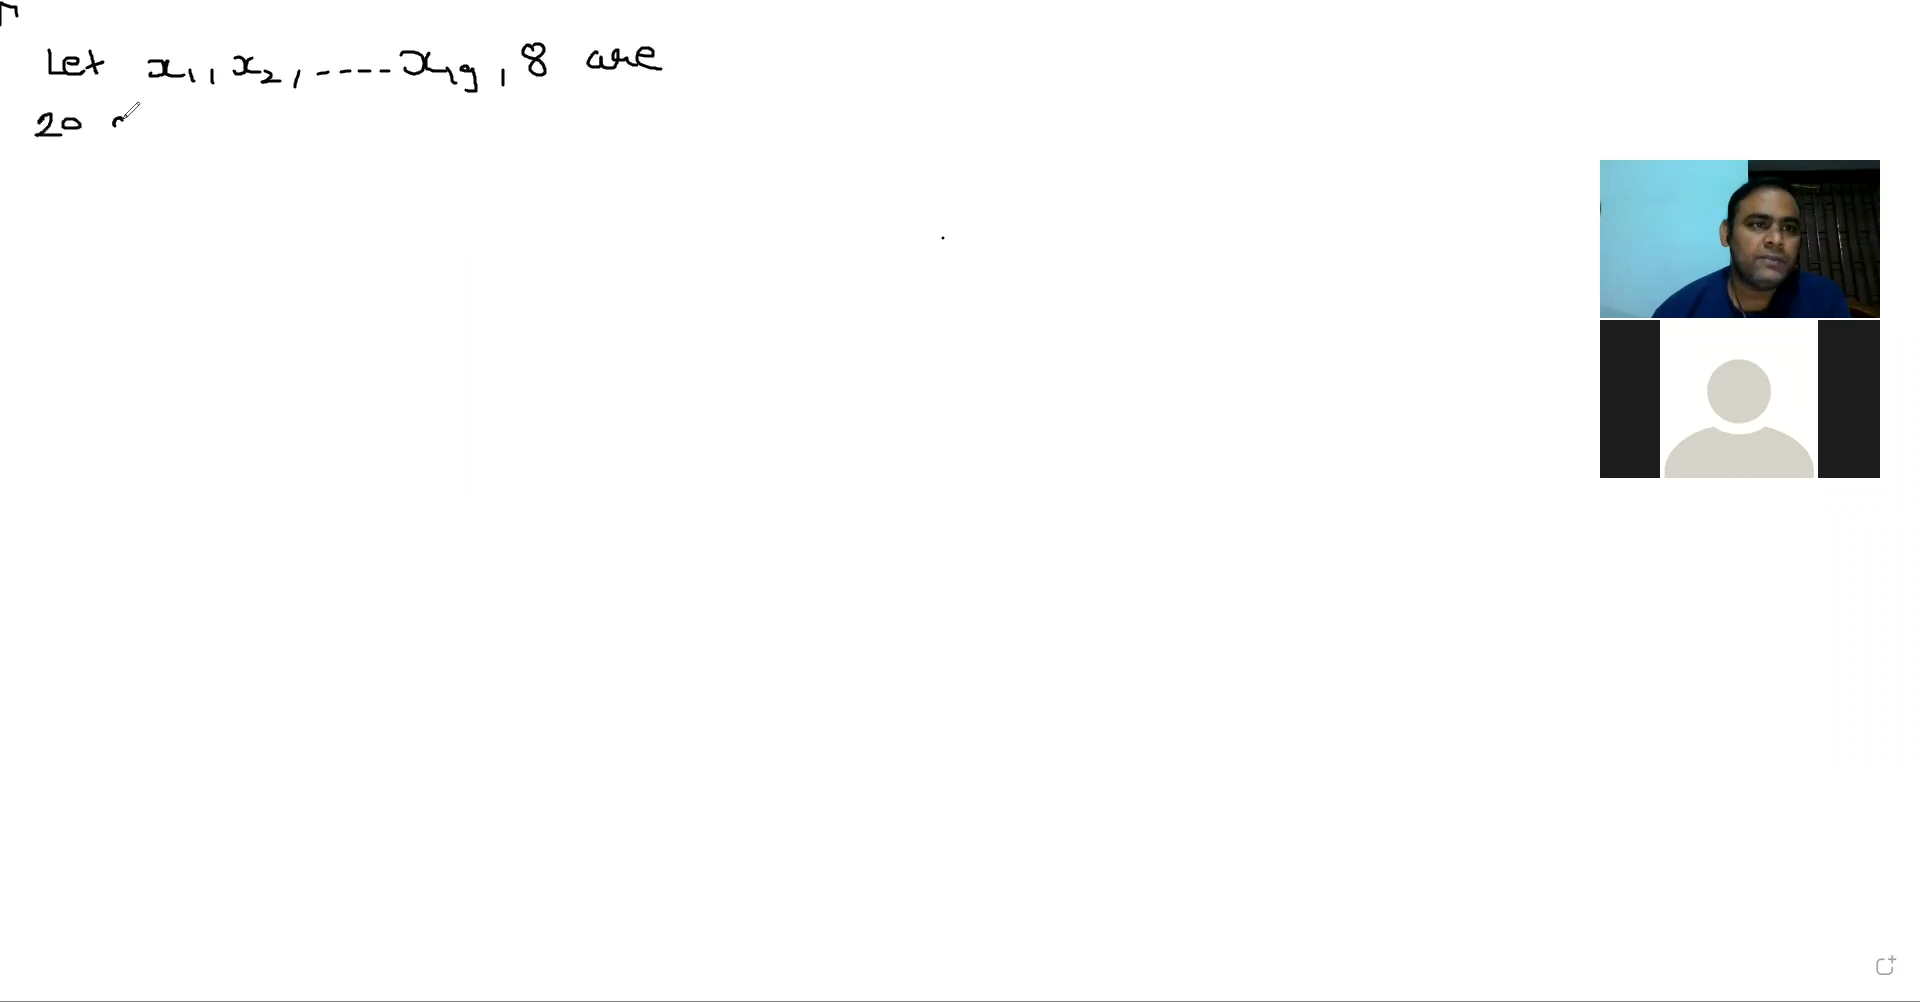 Let x₁, x₂, ----- x₁₉, 8 are
20